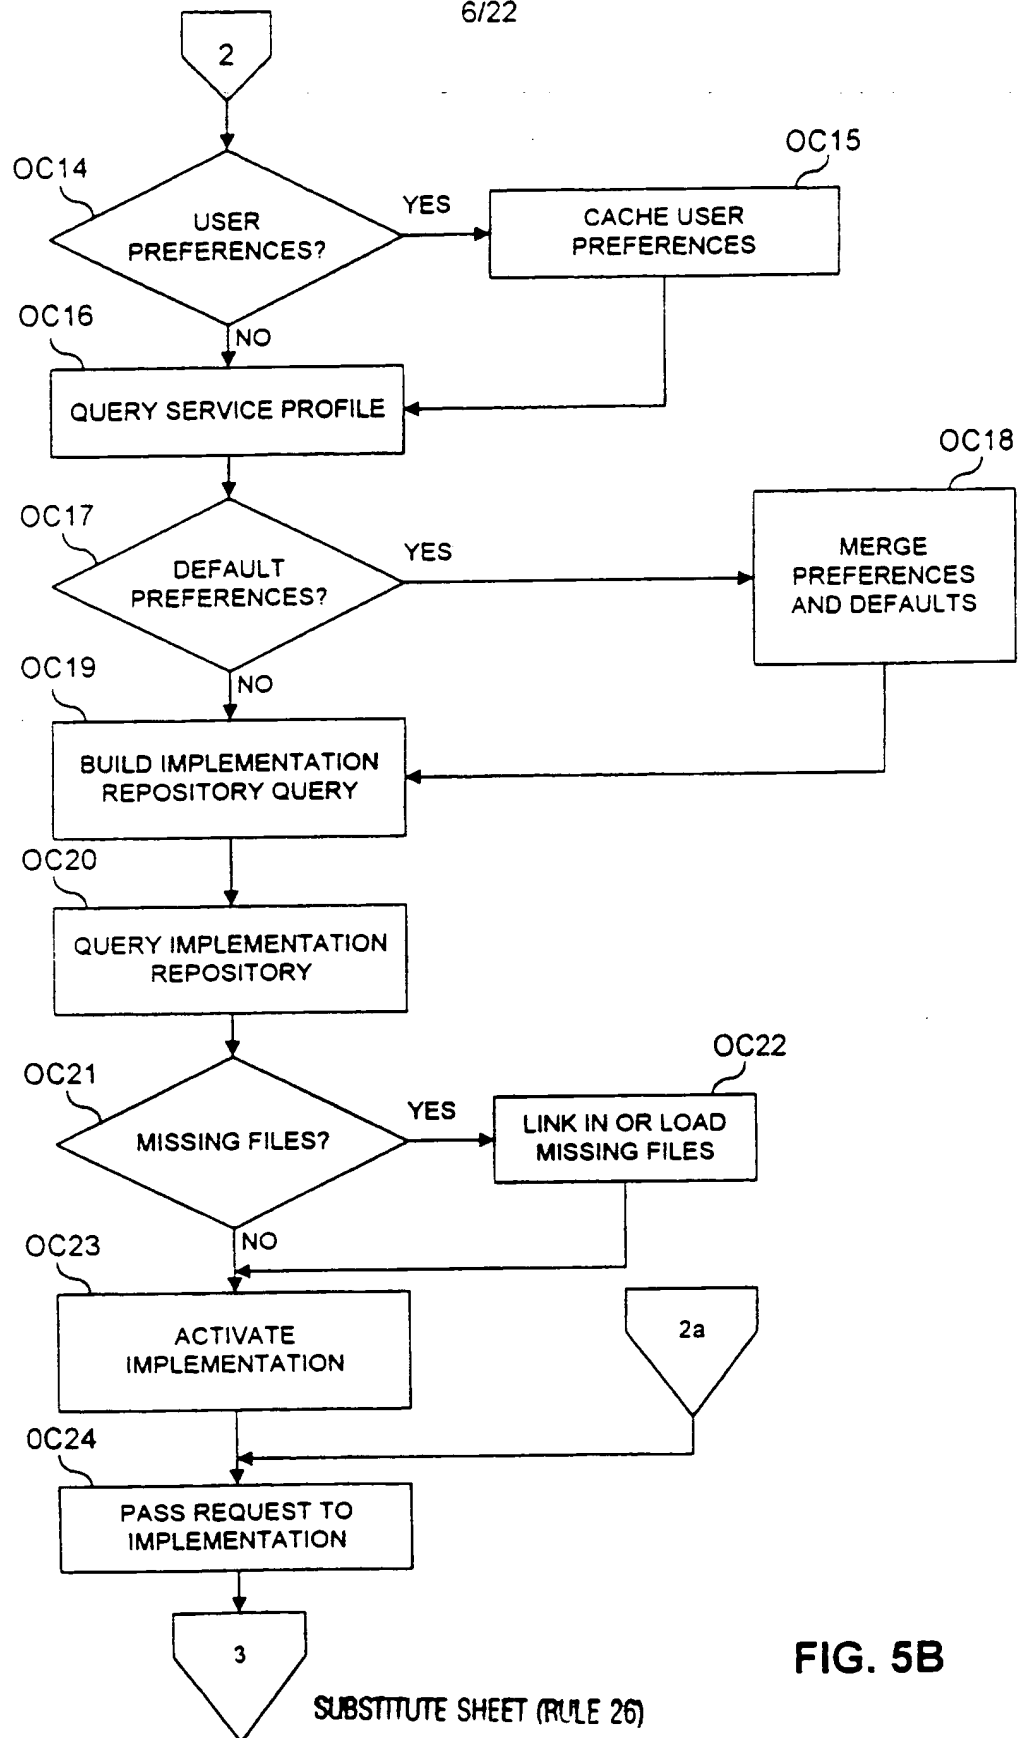 6/22
2
OC14
USER
PREFERENCES?
YES
OC15
CACHE USER
PREFERENCES
NO
OC16
QUERY SERVICE PROFILE
OC17
DEFAULT
PREFERENCES?
YES
OC18
MERGE
PREFERENCES
AND DEFAULTS
NO
OC19
BUILD IMPLEMENTATION
REPOSITORY QUERY
OC20
QUERY IMPLEMENTATION
REPOSITORY
OC21
MISSING FILES?
YES
OC22
LINK IN OR LOAD
MISSING FILES
NO
OC23
ACTIVATE
IMPLEMENTATION
2a
OC24
PASS REQUEST TO
IMPLEMENTATION
3
FIG. 5B
SUBSTITUTE SHEET (RULE 26)